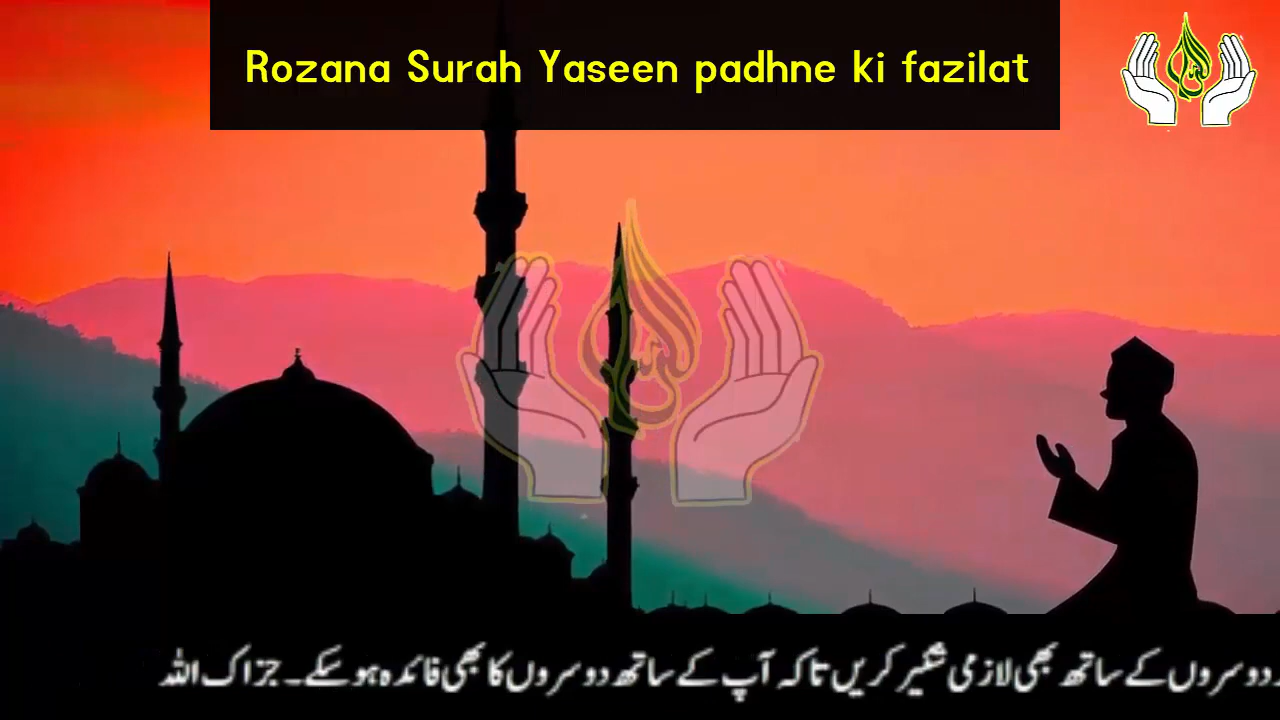 Rozana Surah Yaseen padhne ki fazilat
دوسروں کے ساتھ بھی لازمی شئیر کریں تاکہ آپ کے ساتھ دوسروں کا بھی فائدہ ہو سکے۔ جزاک اللہ